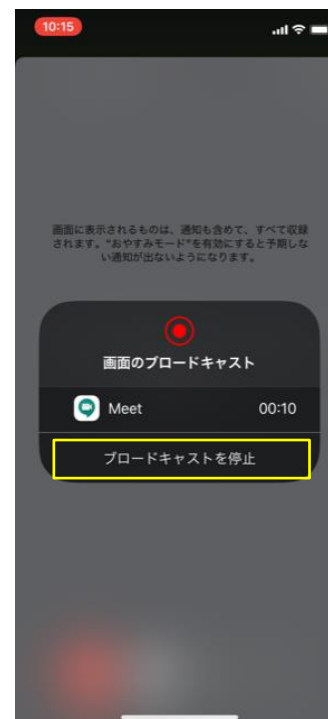 10:15
画面に表示されるものは、通知も含めて、すべて収録
されます。"おやすみモード"を有効にすると予期しな
い通知が出ないようになります。
画面のブロードキャスト
Meet 00:10
ブロードキャストを停止